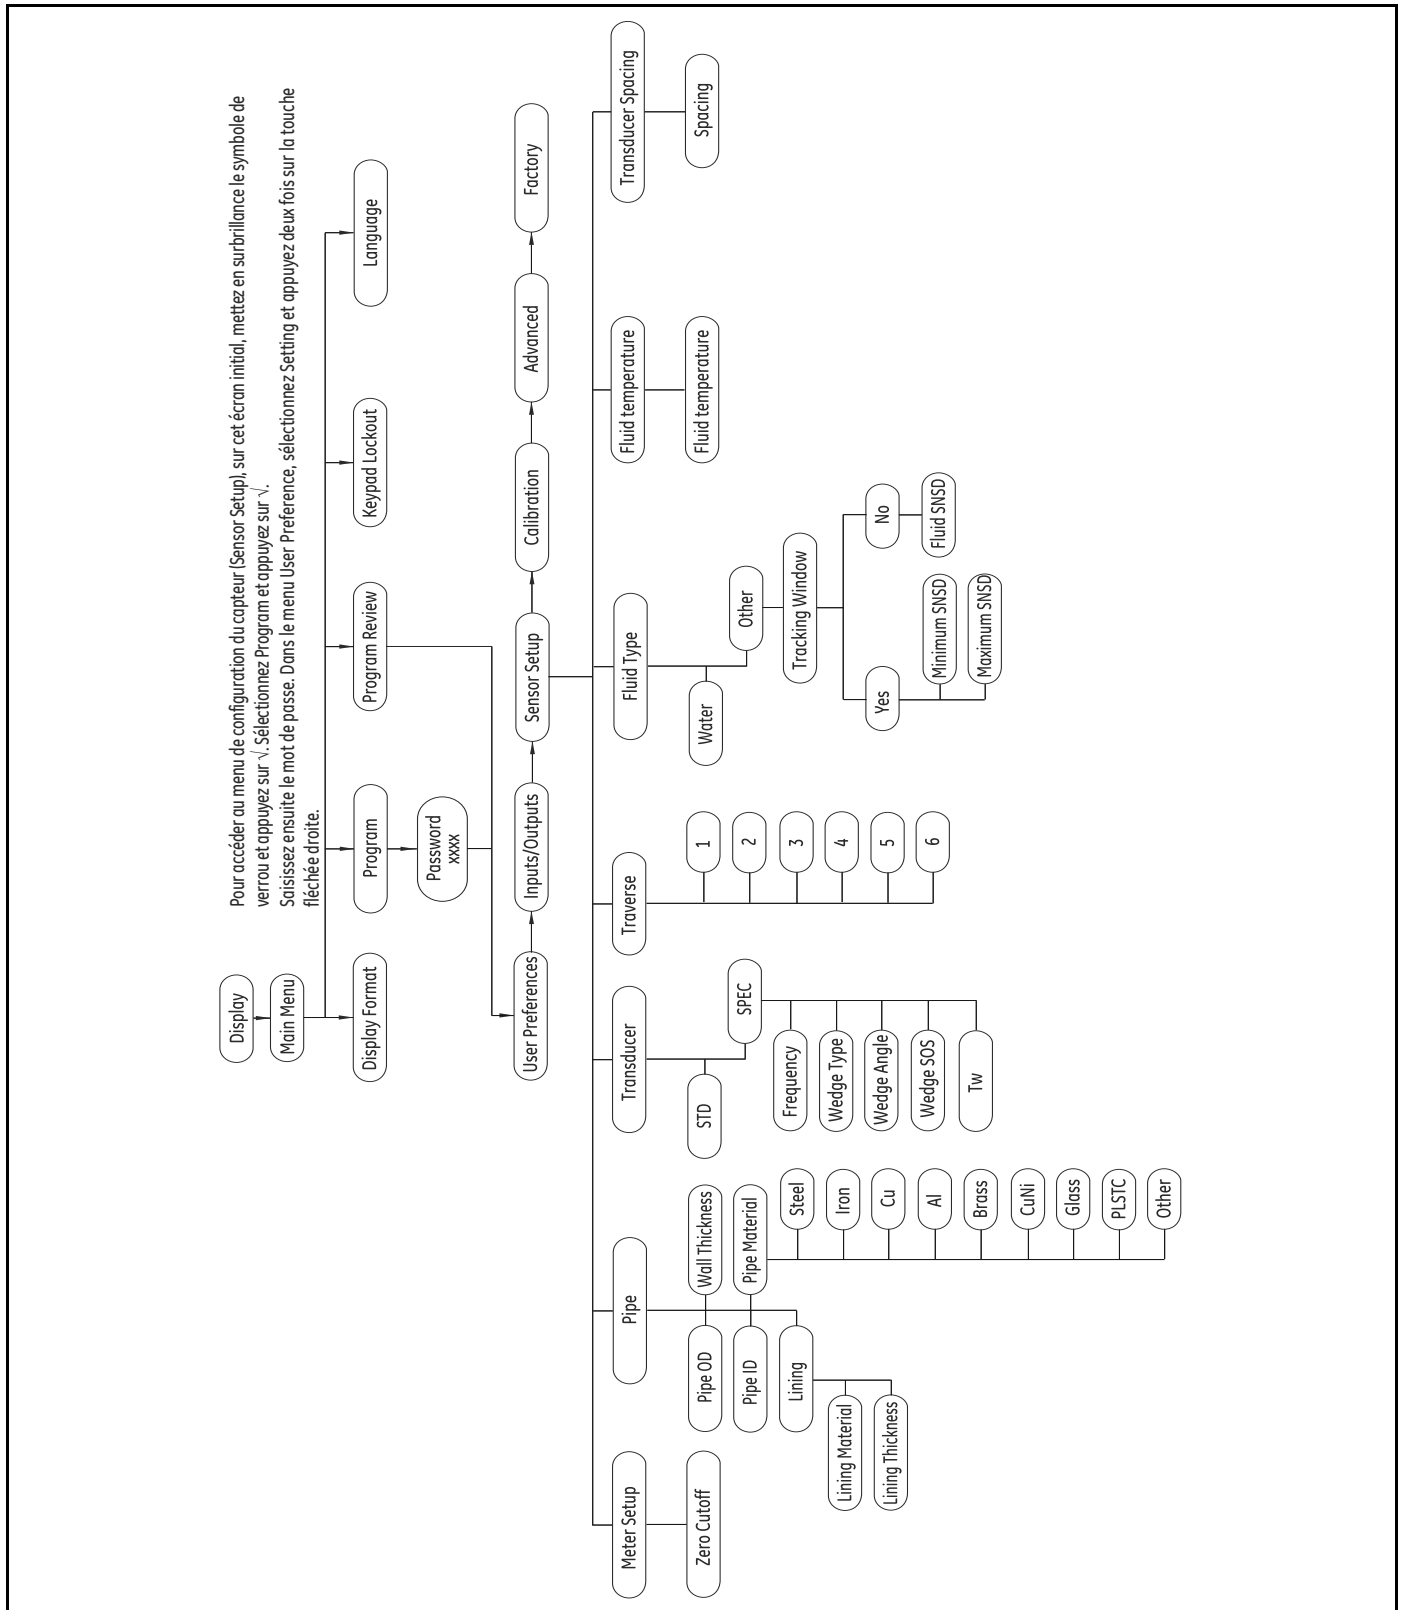 Pour accéder au menu de configuration du capteur (Sensor Setup), sur cet écran initial, mettez en surbrillance le symbole de
verrou et appuyez sur √. Sélectionnez Program et appuyez sur √.
Saisissez ensuite le mot de passe. Dans le menu User Preference, sélectionnez Setting et appuyez deux fois sur la touche
fléchée droite.
Display
Main Menu
Display Format
Program
Program Review
Keypad Lockout
Language
Password
xxxx
User Preferences
Inputs/Outputs
Sensor Setup
Calibration
Advanced
Factory
Meter Setup
Pipe
Transducer
Traverse
Fluid Type
Fluid temperature
Transducer Spacing
Zero Cutoff
Pipe OD
Wall Thickness
Pipe ID
Pipe Material
Lining
Lining Material
Lining Thickness
Steel
Iron
Cu
Al
Brass
CuNi
Glass
PLSTC
Other
STD
SPEC
Frequency
Wedge Type
Wedge Angle
Wedge SOS
Tw
1
2
3
4
5
6
Water
Other
Tracking Window
Yes
No
Minimum SNSD
Maximum SNSD
Fluid SNSD
Fluid temperature
Spacing